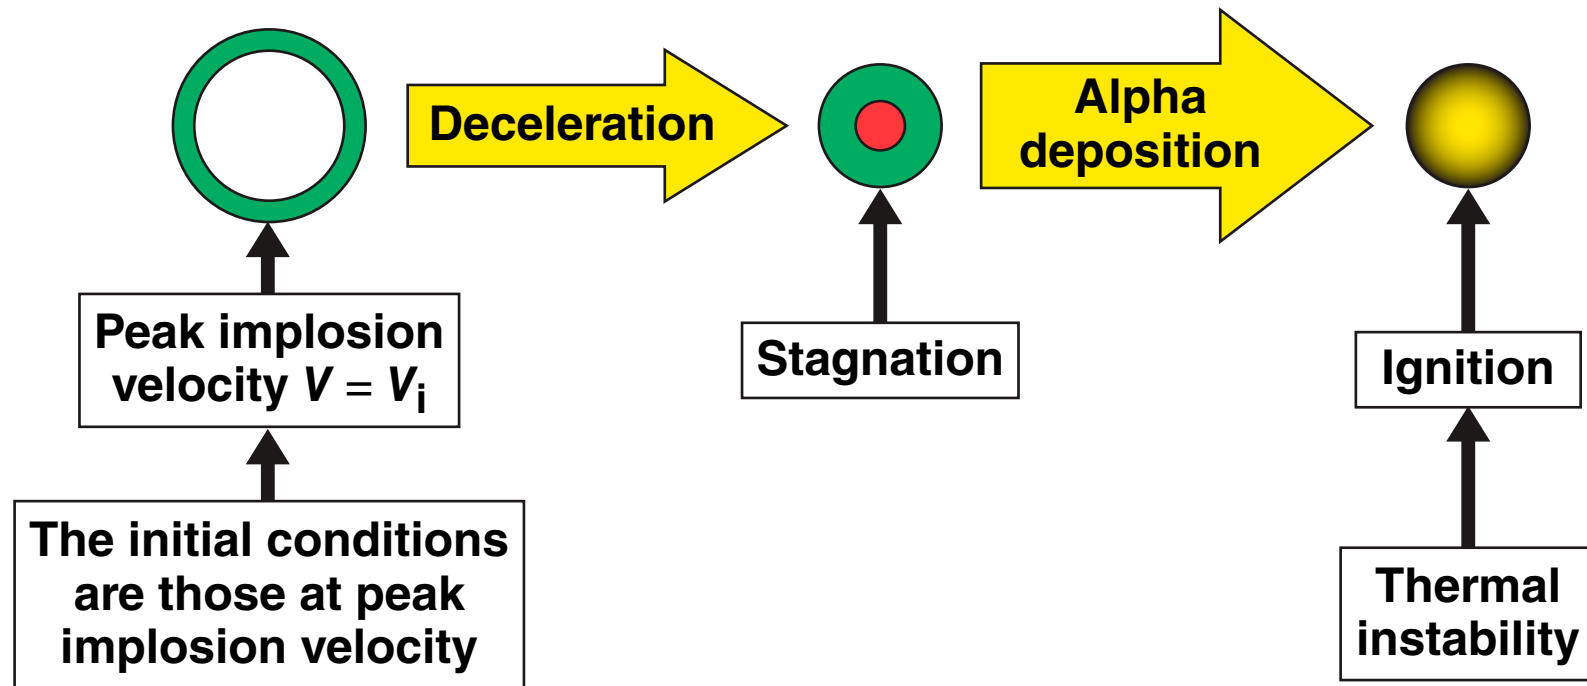 Deceleration
Alpha
deposition
Peak implosion
velocity V = Vi
Stagnation
Ignition
The initial conditions
are those at peak
implosion velocity
Thermal
instability